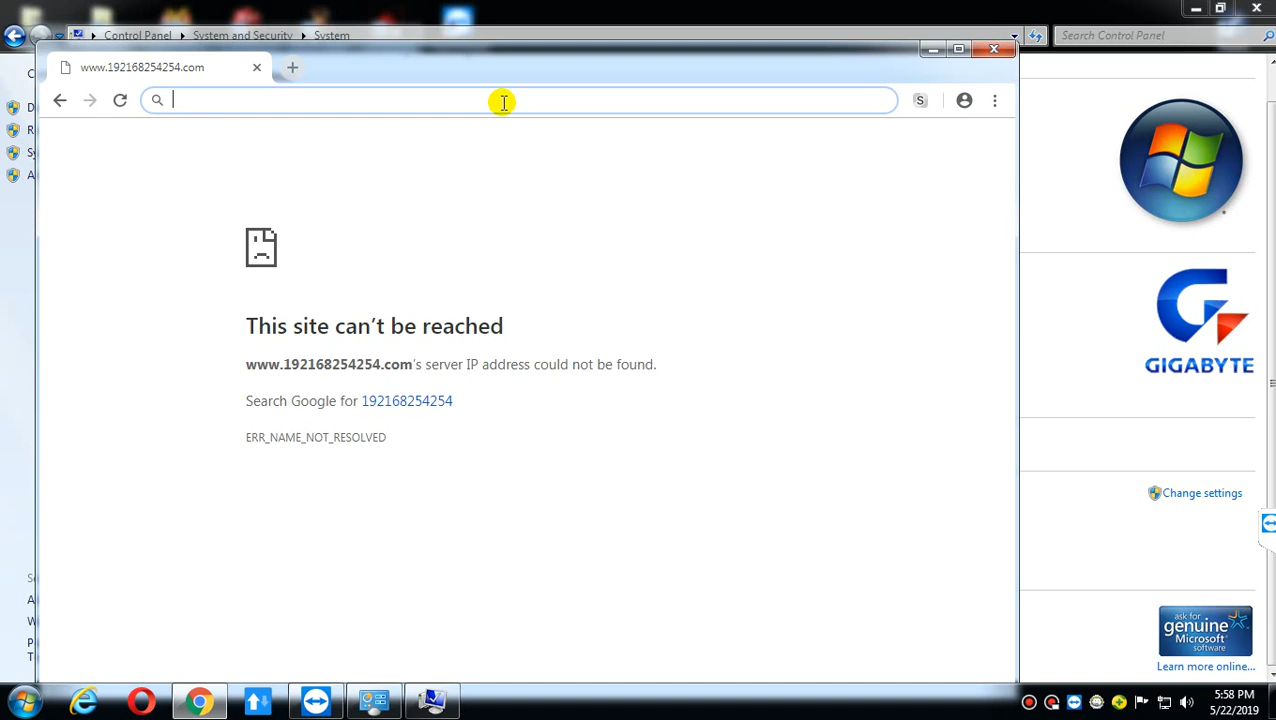 Control Panel
System and Security
System
Search Control Panel
www.192168254254.com
S
This site can't be reached
www.192168254254.com's server IP address could not be found.
Search Google for 192168254254
ERR_NAME_NOT_RESOLVED
GIGABYTE
Change settings
ask for
genuine
Microsoft
software
Learn more online...
5:58 PM
5/22/2019